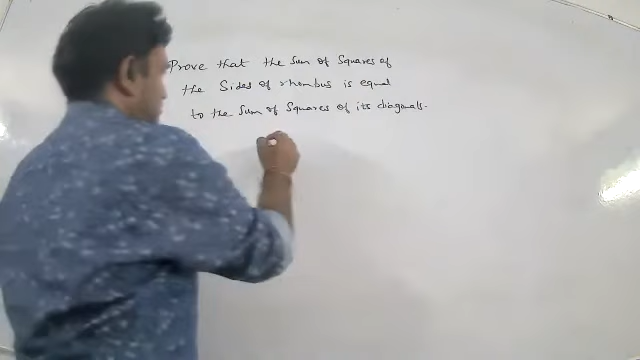 Prove that the sum of squares of
the sides of rhombus is equal
to the sum of squares of its diagonals.